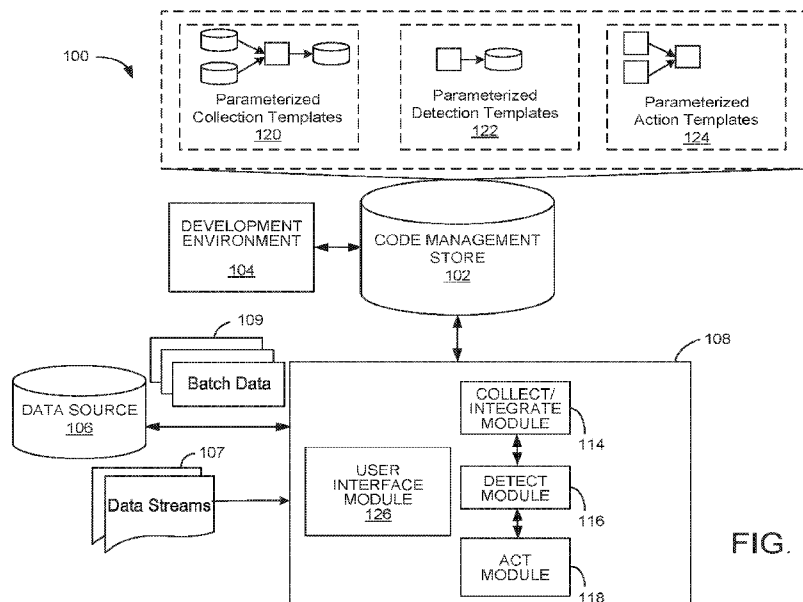 100
Parameterized
Collection Templates
120
Parameterized
Detection Templates
122
Parameterized
Action Templates
124
DEVELOPMENT
ENVIRONMENT
104
CODE MANAGEMENT
STORE
102
109
108
Batch Data
DATA SOURCE
106
COLLECT/
INTEGRATE
MODULE
114
107
Data Streams
USER
INTERFACE
MODULE
126
DETECT
MODULE
116
ACT
MODULE
118
FIG.